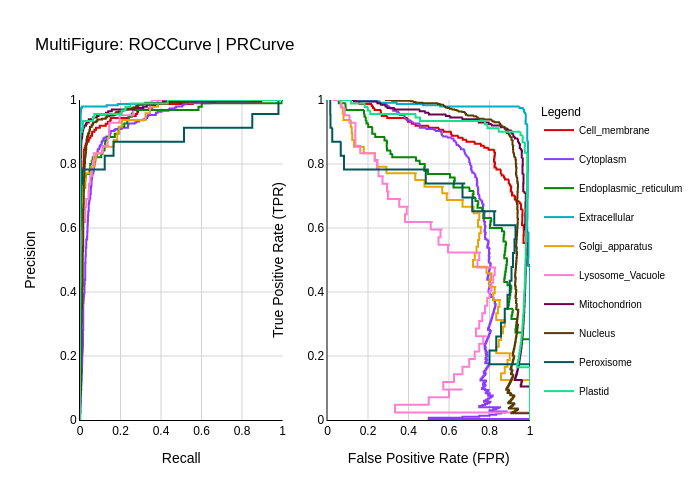 MultiFigure: ROCCurve | PRCurve
Precision
1
0.8
0.6
0.4
0.2
0
0
0.2
0.4
0.6
0.8
1
Recall
True Positive Rate (TPR)
1
0.8
0.6
0.4
0.2
0
0
0.2
0.4
0.6
0.8
1
False Positive Rate (FPR)
Legend
Cell_membrane
Cytoplasm
Endoplasmic_reticulum
Extracellular
Golgi_apparatus
Lysosome_Vacuole
Mitochondrion
Nucleus
Peroxisome
Plastid